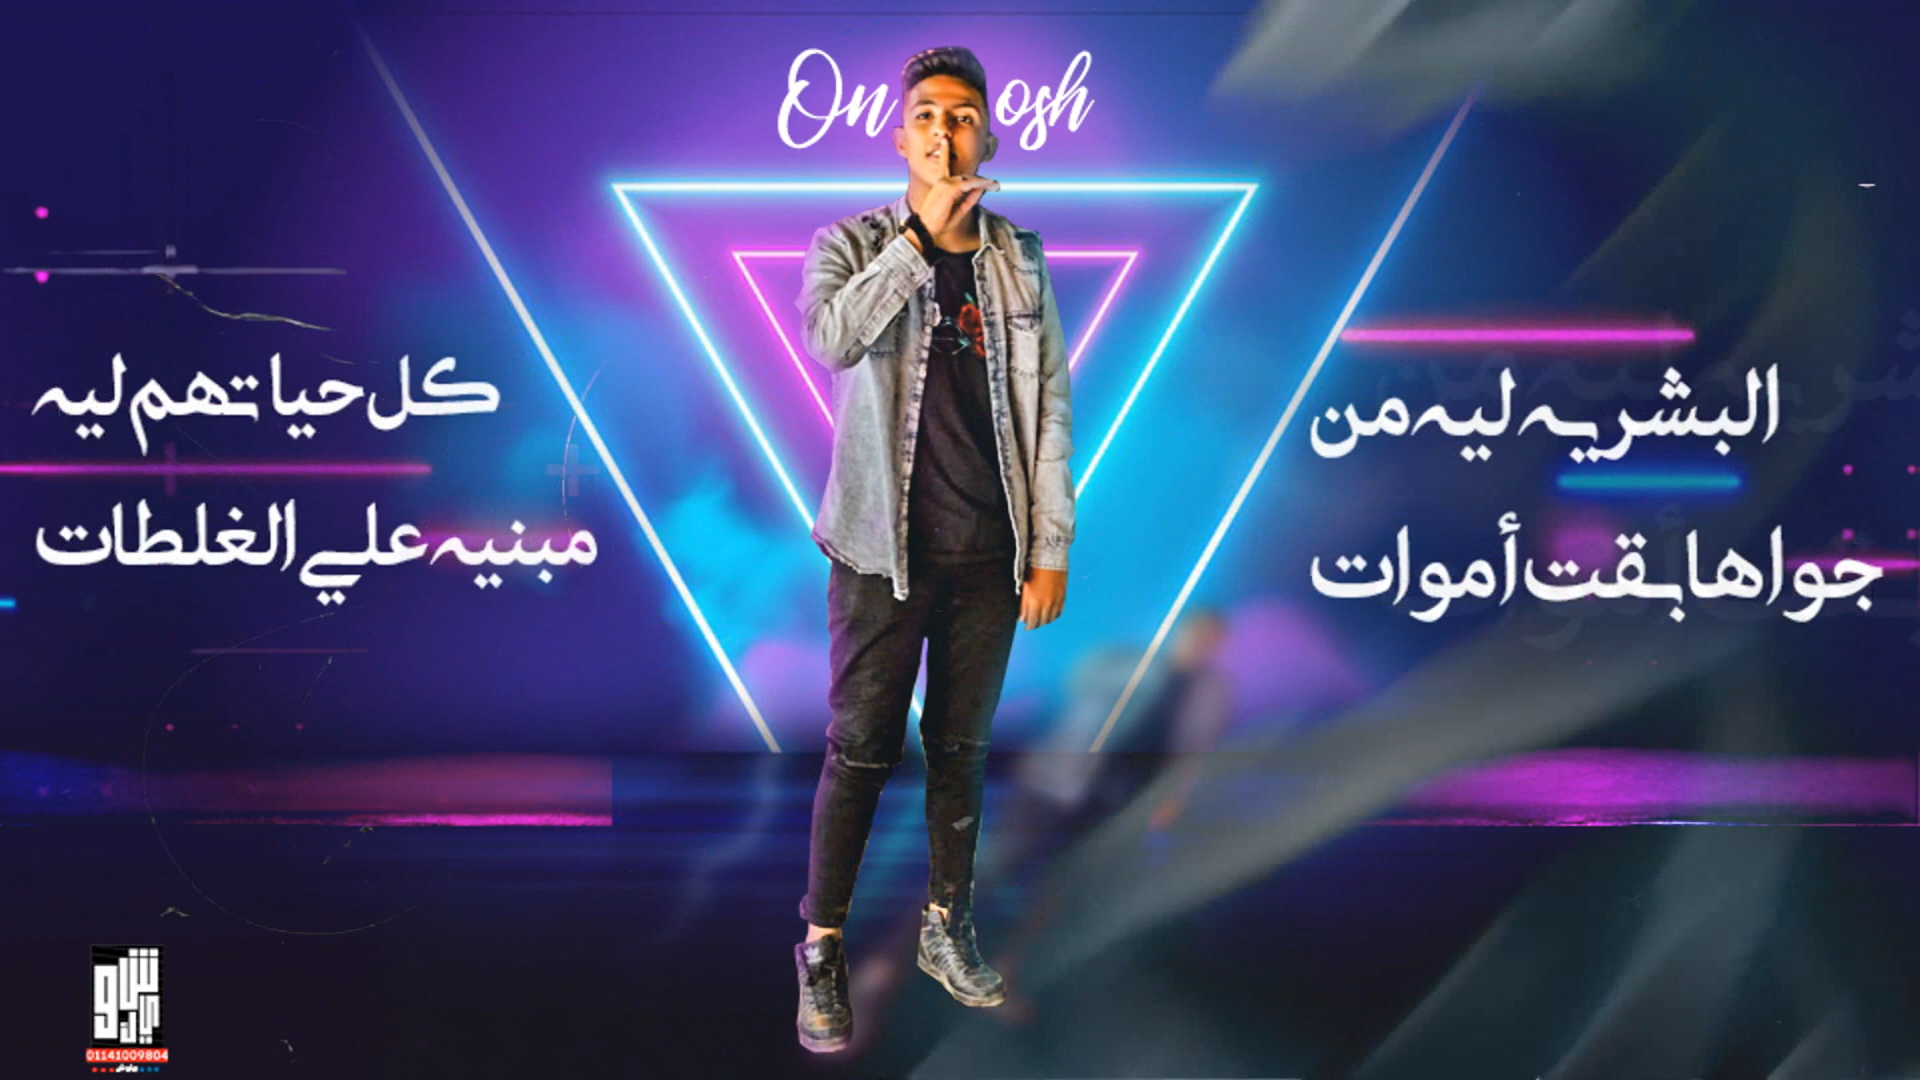 On osh
البشريه ليه من
جواها بقت أموات
كل حياتهم ليه
مبنيه علي الغلطات
01141009804